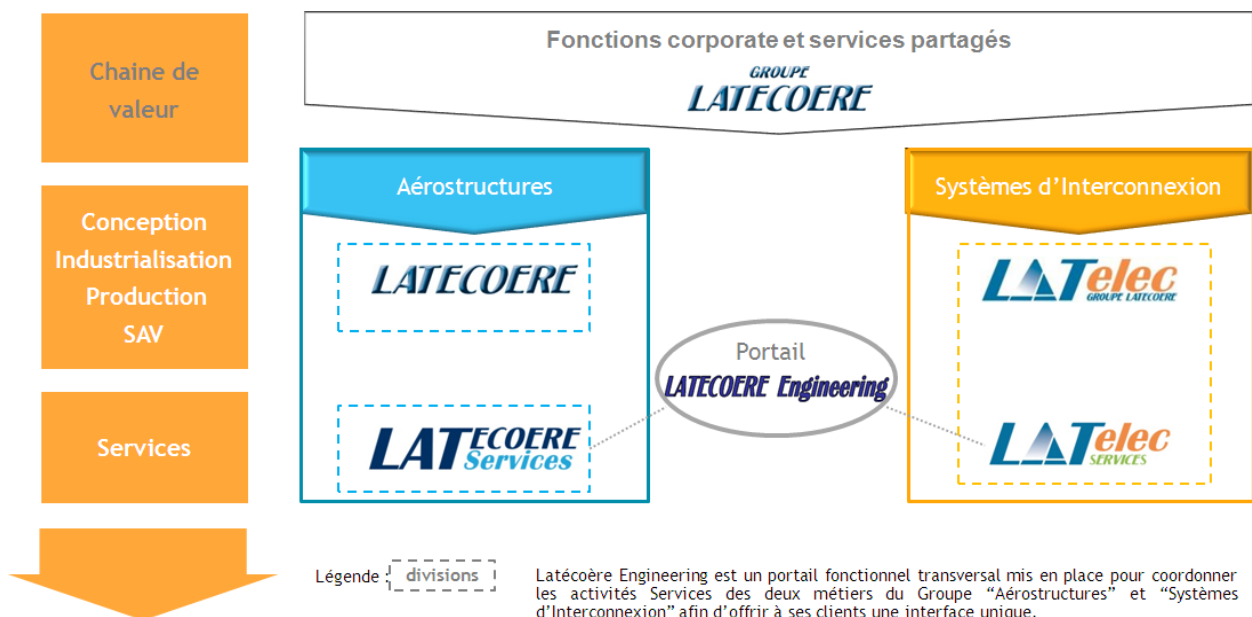 Chaine de
valeur
Fonctions corporate et services partagés
GROUPE
LATECOERE
Conception
Industrialisation
Production
SAV
Services
Aérostructures
LATECOERE
LATECOERE
Services
Portail
LATECOERE Engineering
Systèmes d’Interconnexion
LATelec
GROUPE LATECOERE
LATelec
SERVICES
Légende : divisions
Latécoère Engineering est un portail fonctionnel transversal mis en place pour coordonner
les activités Services des deux métiers du Groupe “Aérostructures” et “Systèmes
d’Interconnexion” afin d’offrir à ses clients une interface unique.